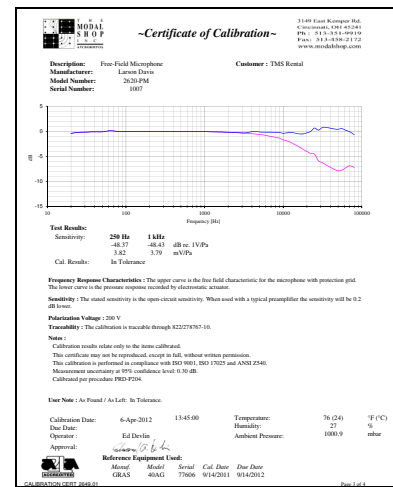 THE
MODAL
SHOP
INC
ACCREDITED
~Certificate of Calibration~
3149 East Kemper Rd.
Cincinnati, OH 45241
Ph : 513-351-9919
Fax: 513-458-2172
www.modalshop.com
Description: Free-Field Microphone Customer : TMS Rental
Manufacturer: Larson Davis
Model Number: 2620-PM
Serial Number: 1007
5
0
-5
-10
-15
dB
10 100 1000 10000 100000
Frequency [Hz]
Test Results:
Sensitivity: 250 Hz 1 kHz
-48.37 -48.43 dB re. 1V/Pa
3.82 3.79 mV/Pa
Cal. Results: In Tolerance
Frequency Response Characteristics : The upper curve is the free field characteristic for the microphone with protection grid.
The lower curve is the pressure response recorded by electrostatic actuator.
Sensitivity : The stated sensitivity is the open-circuit sensitivity. When used with a typical preamplifier the sensitivity will be 0.2
dB lower.
Polarization Voltage : 200 V
Traceability : The calibration is traceable through 822/278767-10.
Notes :
Calibration results relate only to the items calibrated.
This certificate may not be reproduced, except in full, without written permission.
This calibration is performed in compliance with ISO 9001, ISO 17025 and ANSI Z540.
Measurement uncertainty at 95% confidence level: 0.30 dB.
Calibrated per procedure PRD-P204.
User Note : As Found / As Left: In Tolerance.
Calibration Date: 6-Apr-2012 13:45:00 Temperature: 76 (24) °F (°C)
Due Date: Humidity: 27 %
Operator : Ed Devlin Ambient Pressure: 1000.9 mbar
Approval:
Reference Equipment Used:
Manuf. Model Serial Cal. Date Due Date
GRAS 40AG 77606 9/14/2011 9/14/2012
A2LA
ACCREDITED
CALIBRATION CERT 2649.01 Page 3 of 4